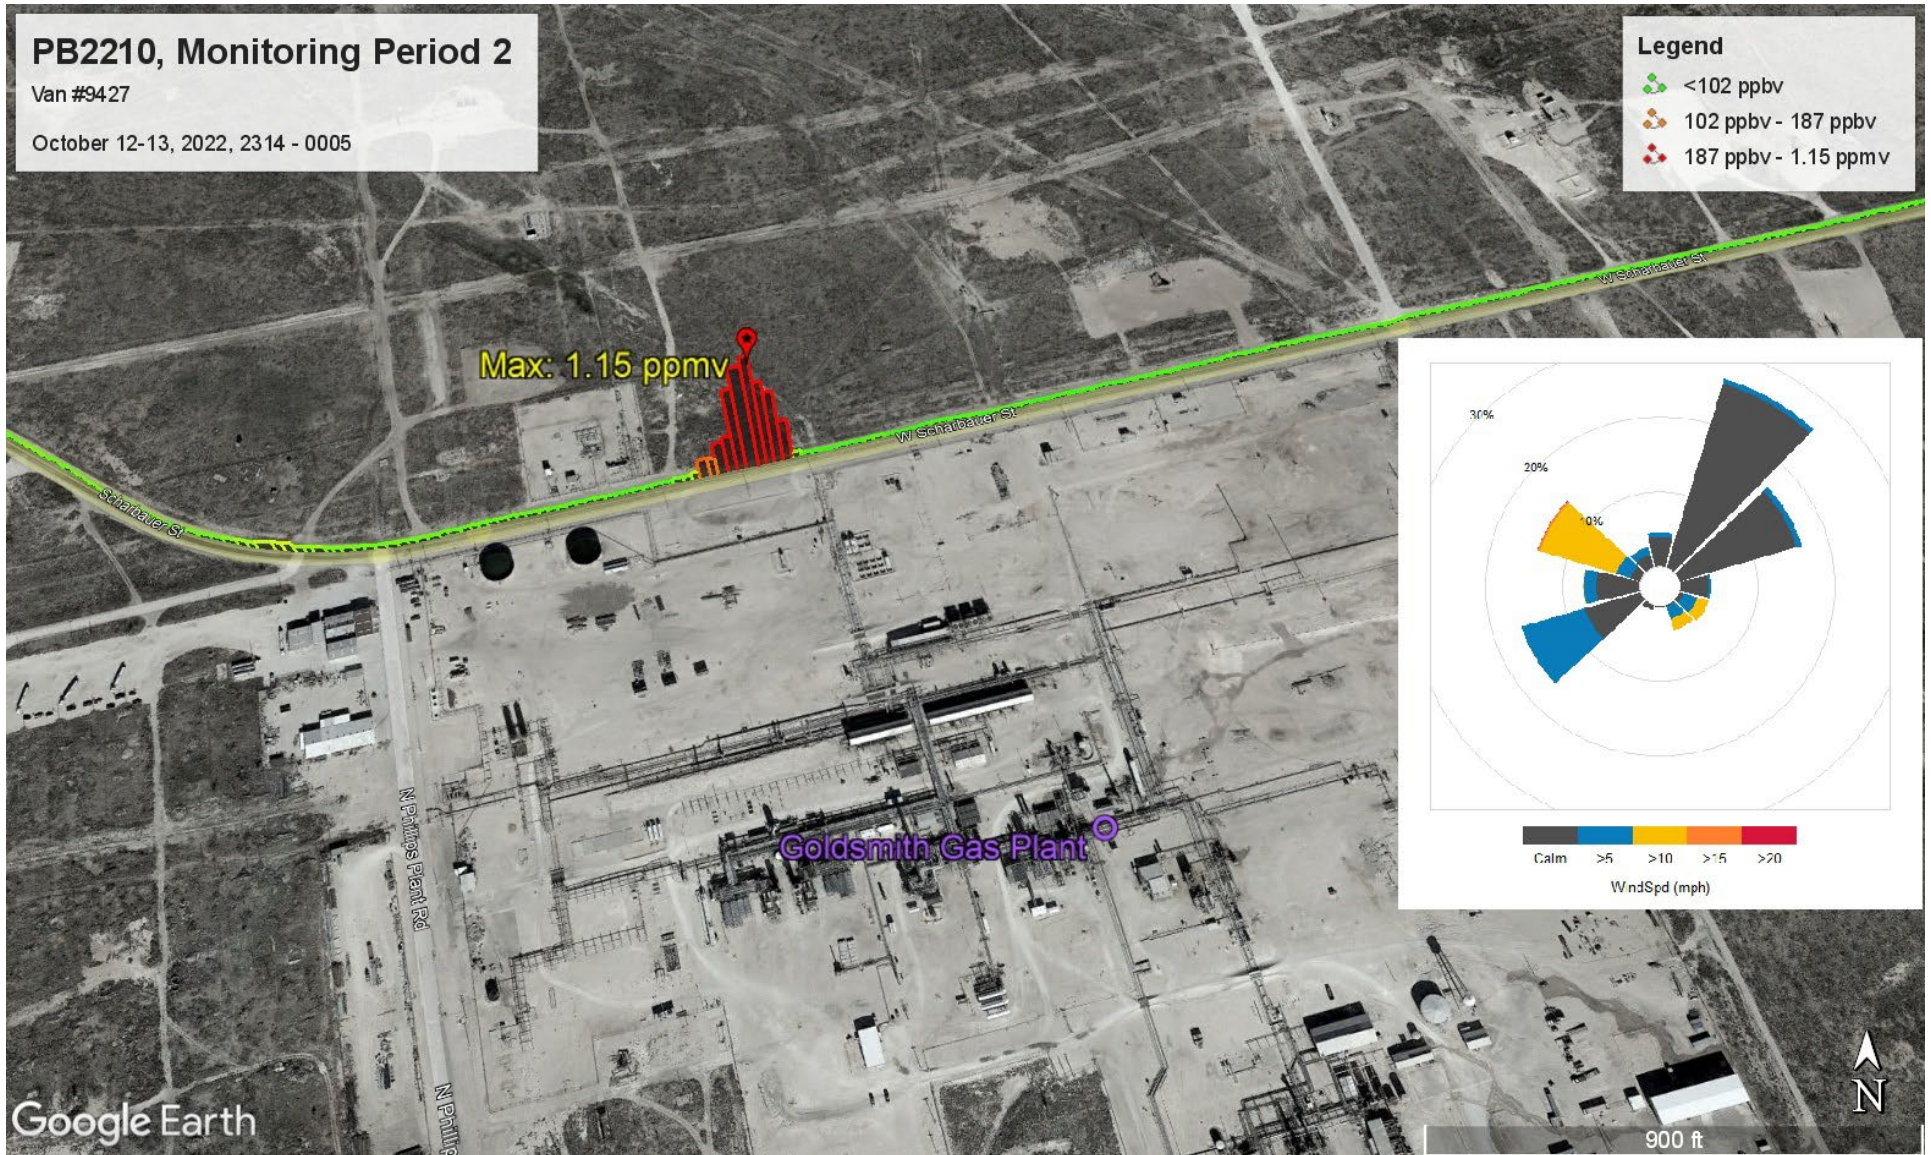 PB2210, Monitoring Period 2
Van #9427
October 12-13, 2022, 2314 - 0005
Legend
<102 ppbv
102 ppbv - 187 ppbv
187 ppbv - 1.15 ppmv
W Scharbauer St
Max: 1.15 ppmv
W Scharbauer St
Scharbauer St
30%
20%
10%
Calm >5 >10 >15 >20
WindSpd (mph)
N Phillips Plant Rd
Goldsmith Gas Plant
N Phillip
N
Google Earth
900 ft